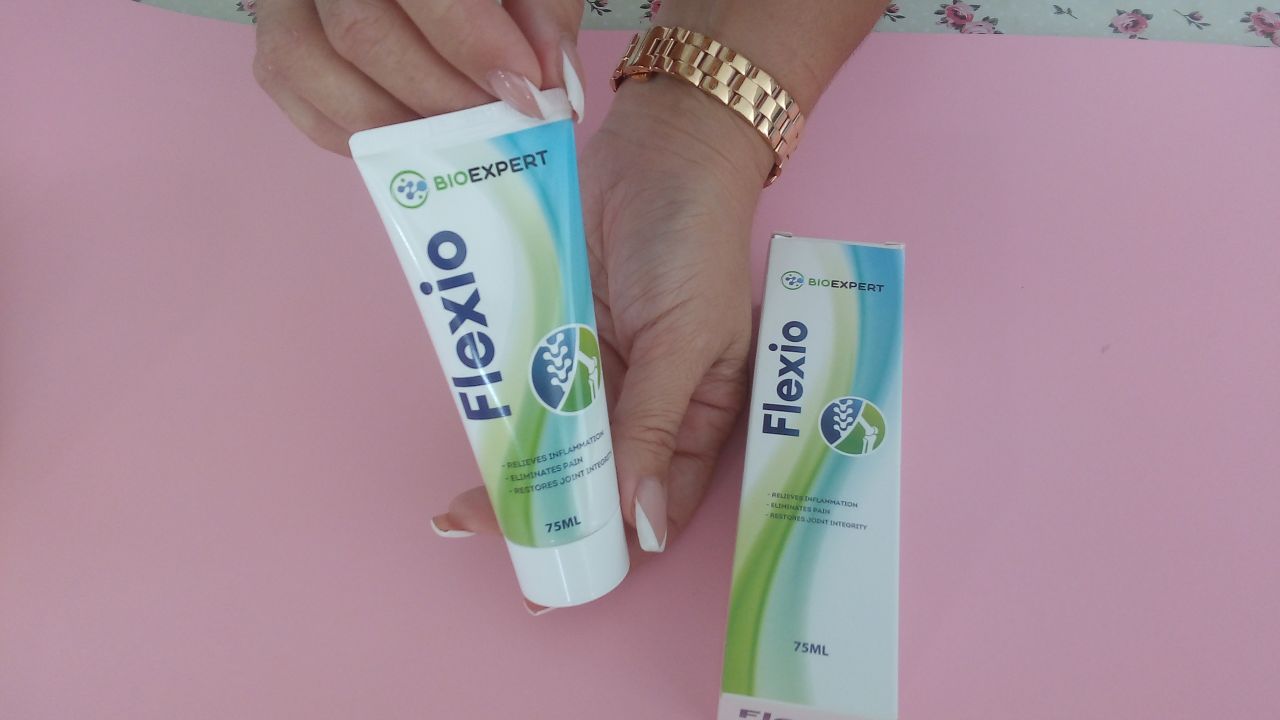 BIOEXPERT
Flexio
- RELIEVES INFLAMMATION
- ELIMINATES PAIN
- RESTORES JOINT INTEGRITY
75ML
BIOEXPERT
Flexio
- RELIEVES INFLAMMATION
- ELIMINATES PAIN
- RESTORES JOINT INTEGRITY
75ML